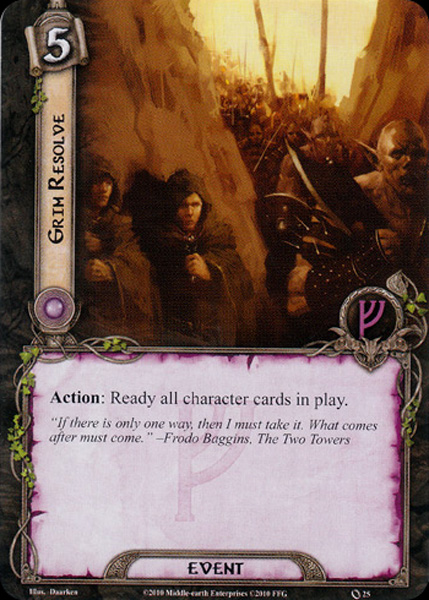 5
GRIM RESOLVE
Action: Ready all character cards in play.
“If there is only one way, then I must take it. What comes
after must come.” –Frodo Baggins, The Two Towers
EVENT
Illus. Daarken
©2010 Middle-earth Enterprises ©2010 FFG
25